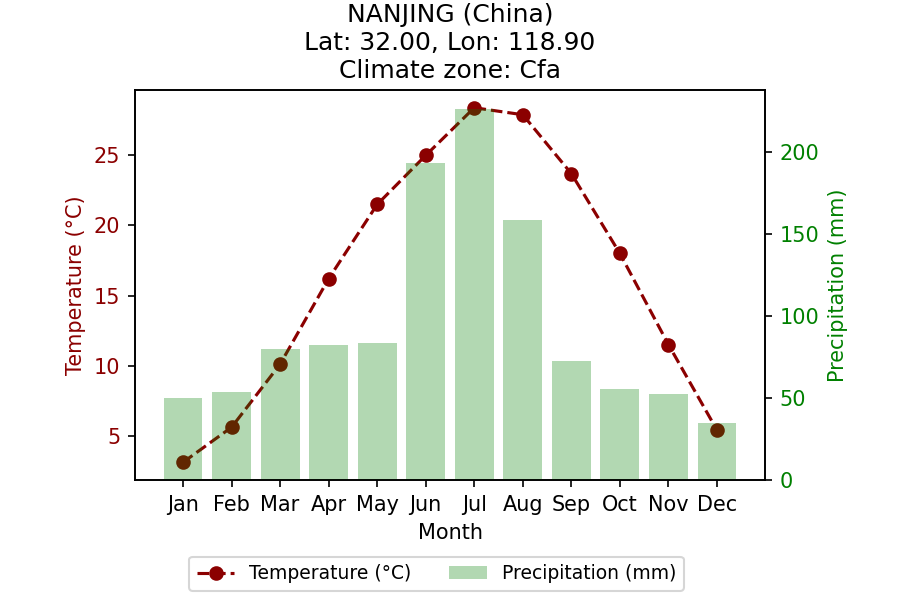 NANJING (China)
Lat: 32.00, Lon: 118.90
Climate zone: Cfa
25
20
15
10
5
Temperature (°C)
200
150
100
50
0
Precipitation (mm)
Jan Feb Mar Apr May Jun Jul Aug Sep Oct Nov Dec
Month
Temperature (°C) Precipitation (mm)